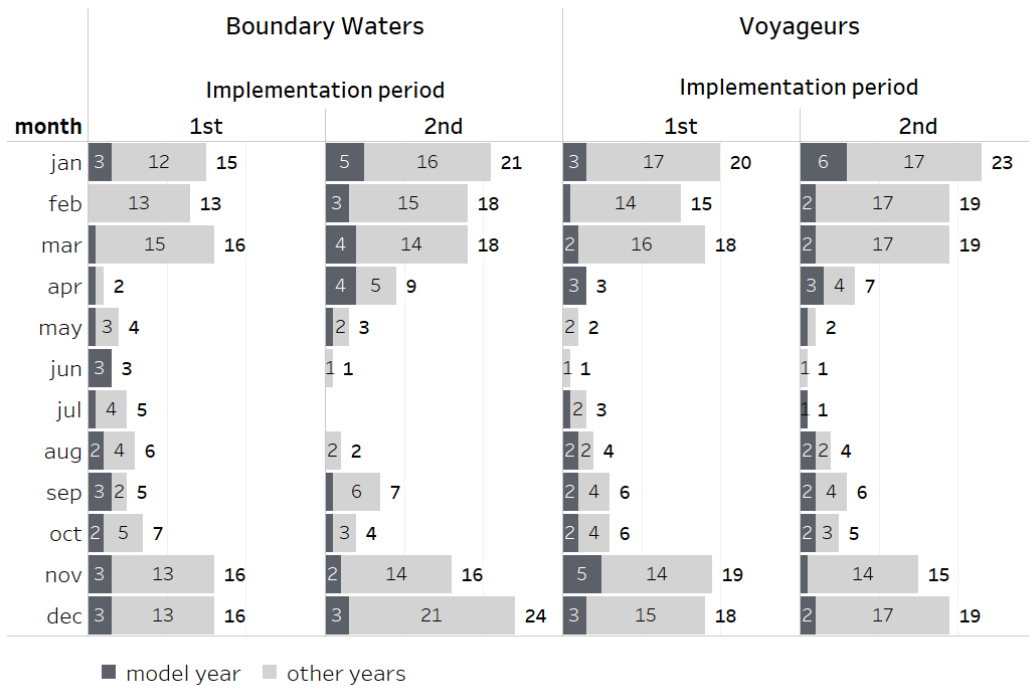 Boundary Waters Voyageurs
Implementation period Implementation period
month 1st 2nd 1st 2nd
jan 3 12 15 5 16 21 3 17 20 6 17 23
feb 13 13 3 15 18 14 15 2 17 19
mar 15 16 4 14 18 2 16 18 2 17 19
apr 2 4 5 9 3 3 3 4 7
may 3 4 2 3 2 2 2
jun 3 3 1 1 1 1 1 1
jul 4 5 2 3 1 1
aug 2 4 6 2 2 2 2 4 2 2 4
sep 3 2 5 6 7 2 4 6 2 4 6
oct 2 5 7 3 4 2 4 6 2 3 5
nov 3 13 16 2 14 16 5 14 19 14 15
dec 3 13 16 3 21 24 3 15 18 2 17 19
model year other years